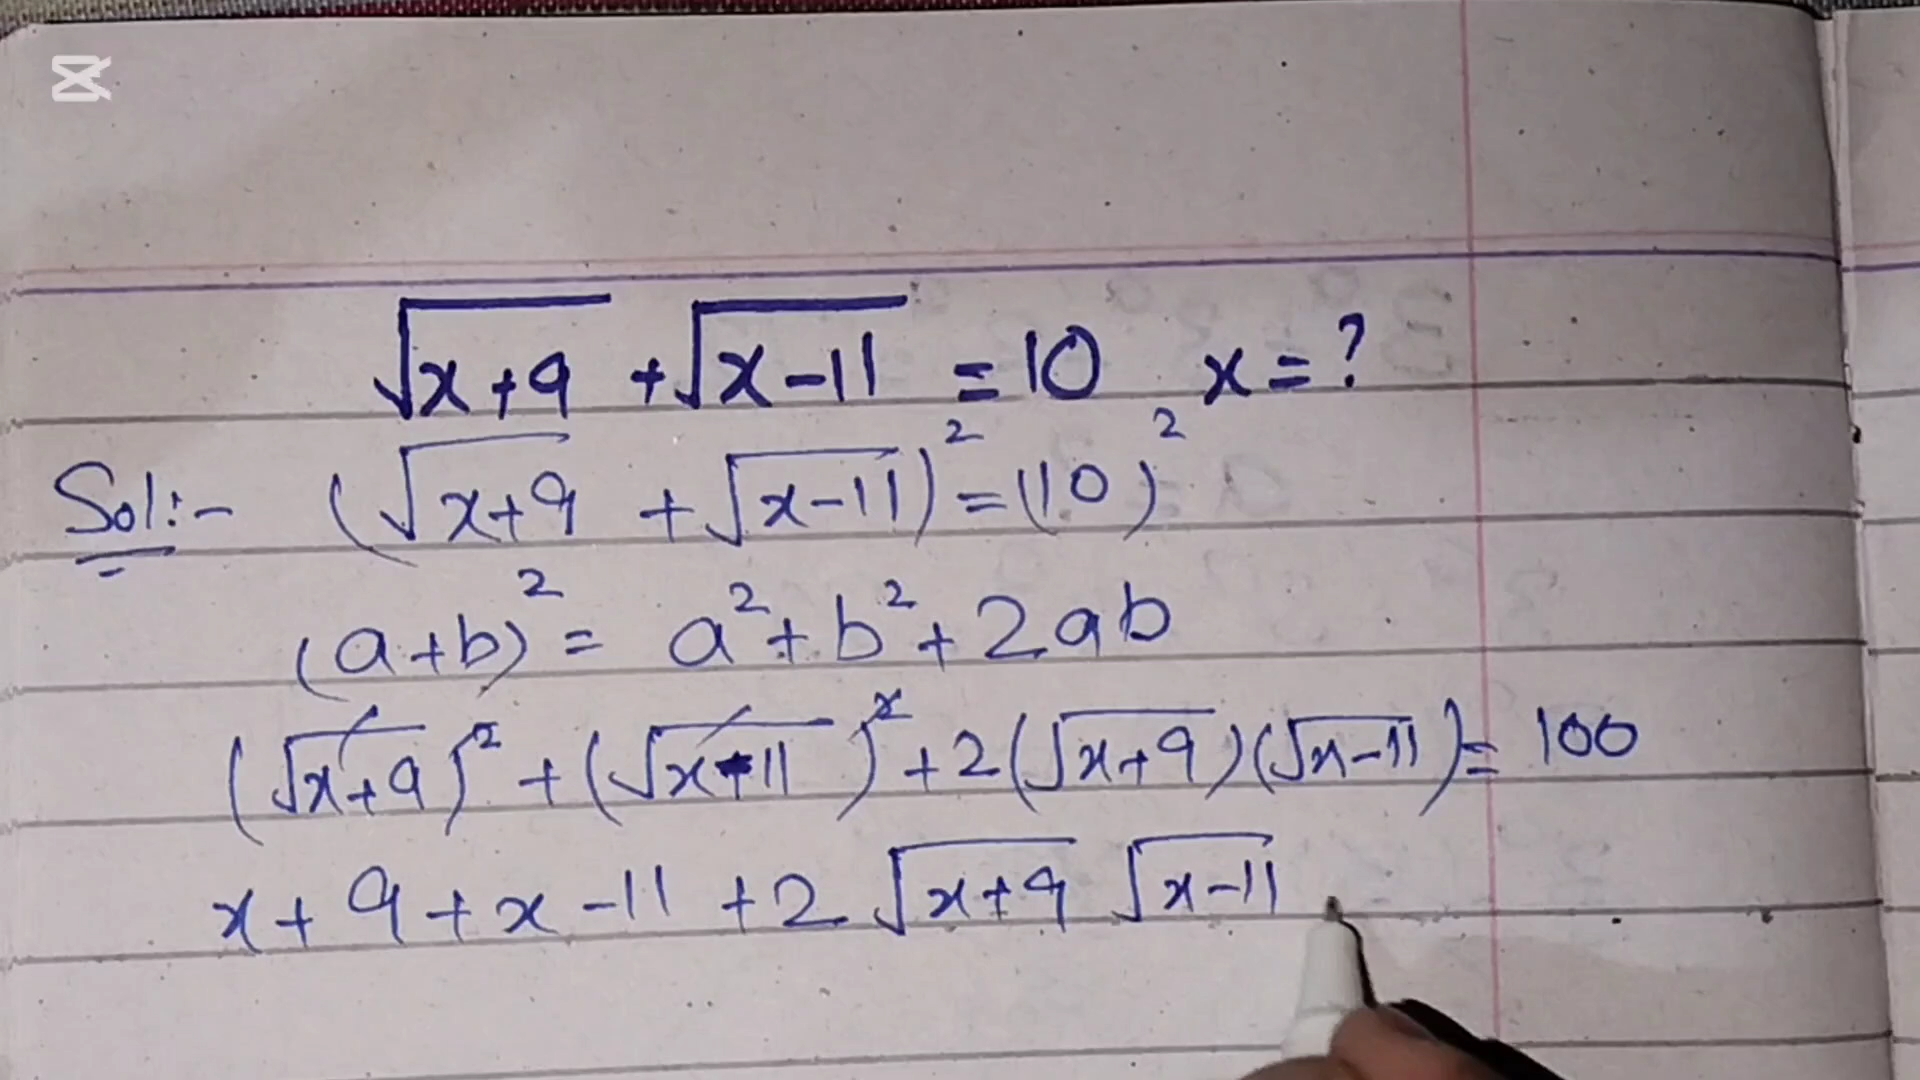 √x+9 + √x-11 = 10 x = ?
Sol:- (√x+9 + √x-11)² = (10)²
(a+b)² = a² + b² + 2ab
(√x+9)² + (√x-11)² + 2(√x+9)(√x-11) = 100
x + 9 + x - 11 + 2 √x+9 √x-11